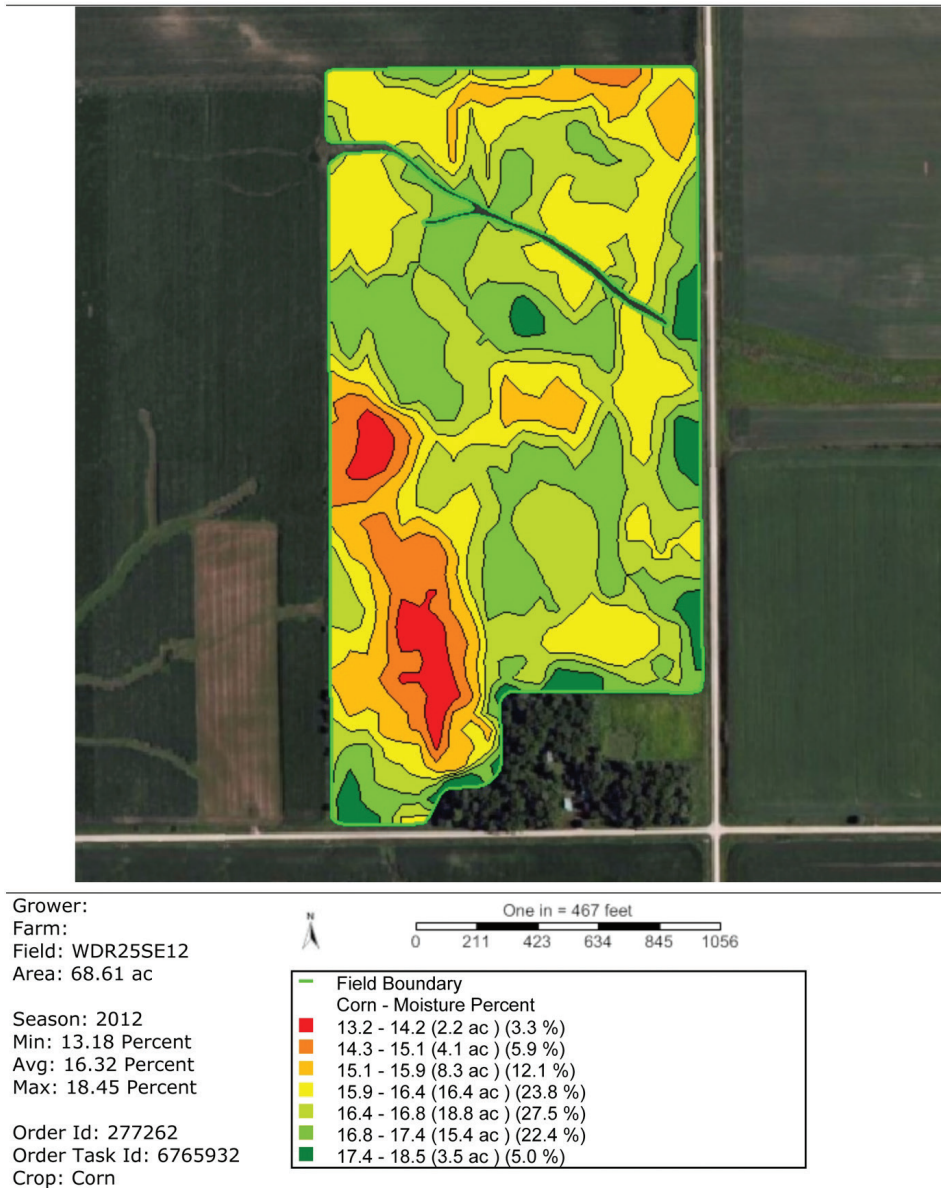 Grower:
Farm:
Field: WDR25SE12
Area: 68.61 ac
Season: 2012
Min: 13.18 Percent
Avg: 16.32 Percent
Max: 18.45 Percent
Order Id: 277262
Order Task Id: 6765932
Crop: Corn
N
One in = 467 feet
0 211 423 634 845 1056
Field Boundary
Corn - Moisture Percent
13.2 - 14.2 (2.2 ac ) (3.3 %)
14.3 - 15.1 (4.1 ac ) (5.9 %)
15.1 - 15.9 (8.3 ac ) (12.1 %)
15.9 - 16.4 (16.4 ac ) (23.8 %)
16.4 - 16.8 (18.8 ac ) (27.5 %)
16.8 - 17.4 (15.4 ac ) (22.4 %)
17.4 - 18.5 (3.5 ac ) (5.0 %)